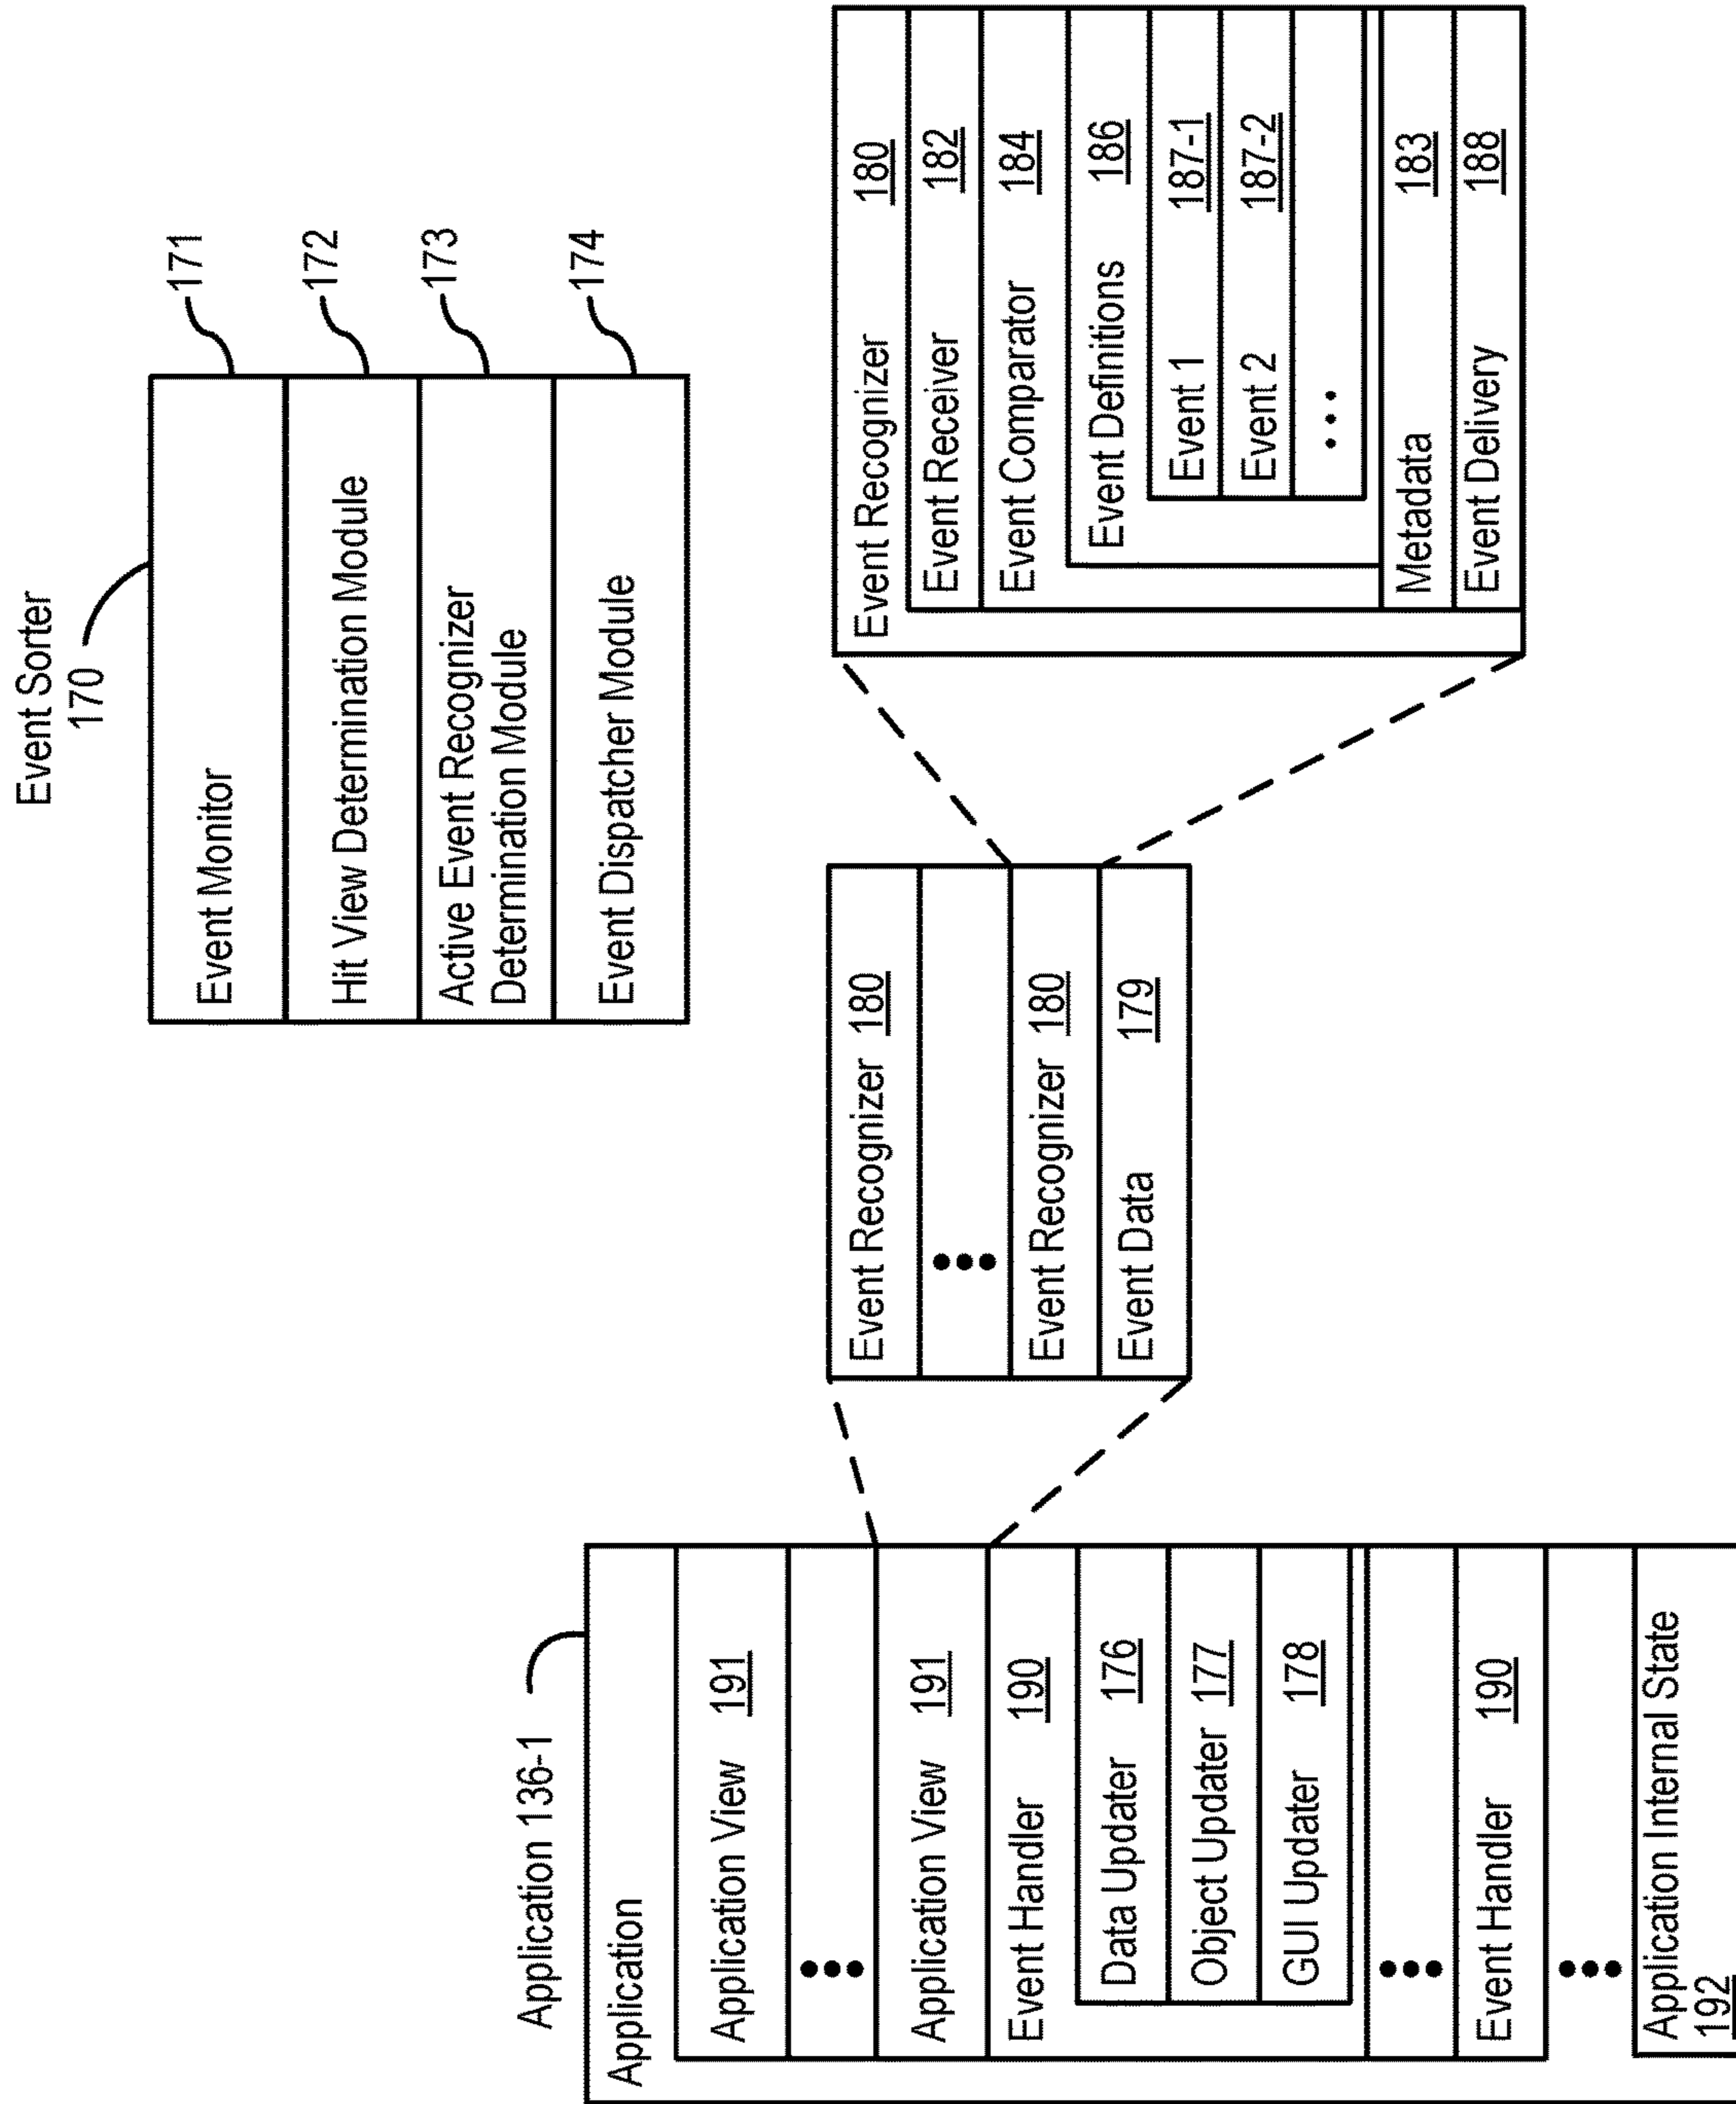 Event Sorter
170
Event Monitor
171
Hit View Determination Module
172
Active Event Recognizer
Determination Module
173
Event Dispatcher Module
174
Application 136-1
Application
Application View 191
•••
Application View 191
Event Handler 190
Data Updater 176
Object Updater 177
GUI Updater 178
•••
Event Handler 190
•••
Application Internal State
192
Event Recognizer 180
•••
Event Recognizer 180
Event Data 179
Event Recognizer 180
Event Receiver 182
Event Comparator 184
Event Definitions 186
Event 1 187-1
Event 2 187-2
...
Metadata 183
Event Delivery 188